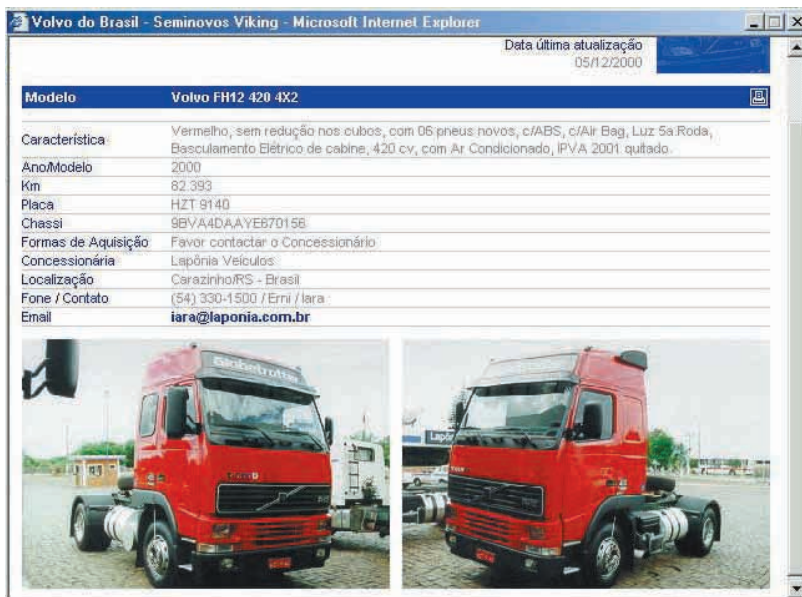 Volvo do Brasil - Seminovos Viking - Microsoft Internet Explorer
Data última atualização
05/12/2000
Modelo Volvo FH12 420 4X2
Característica Vermelho, sem redução nos cubos, com 06 pneus novos, c/ABS, c/Air Bag, Luz 5a.Roda,
Basculamento Elétrico de cabine, 420 cv, com Ar Condicionado, IPVA 2001 quitado.
Ano/Modelo 2000
Km 82.393
Placa HZT 9140
Chassi 9BVA4DAAYE670156
Formas de Aquisição Favor contactar o Concessionário
Concessionária Lapônia Veículos
Localização Carazinho/RS - Brasil
Fone / Contato (54) 330-1500 / Erni / Iara
Email iara@laponia.com.br
Globetrotter